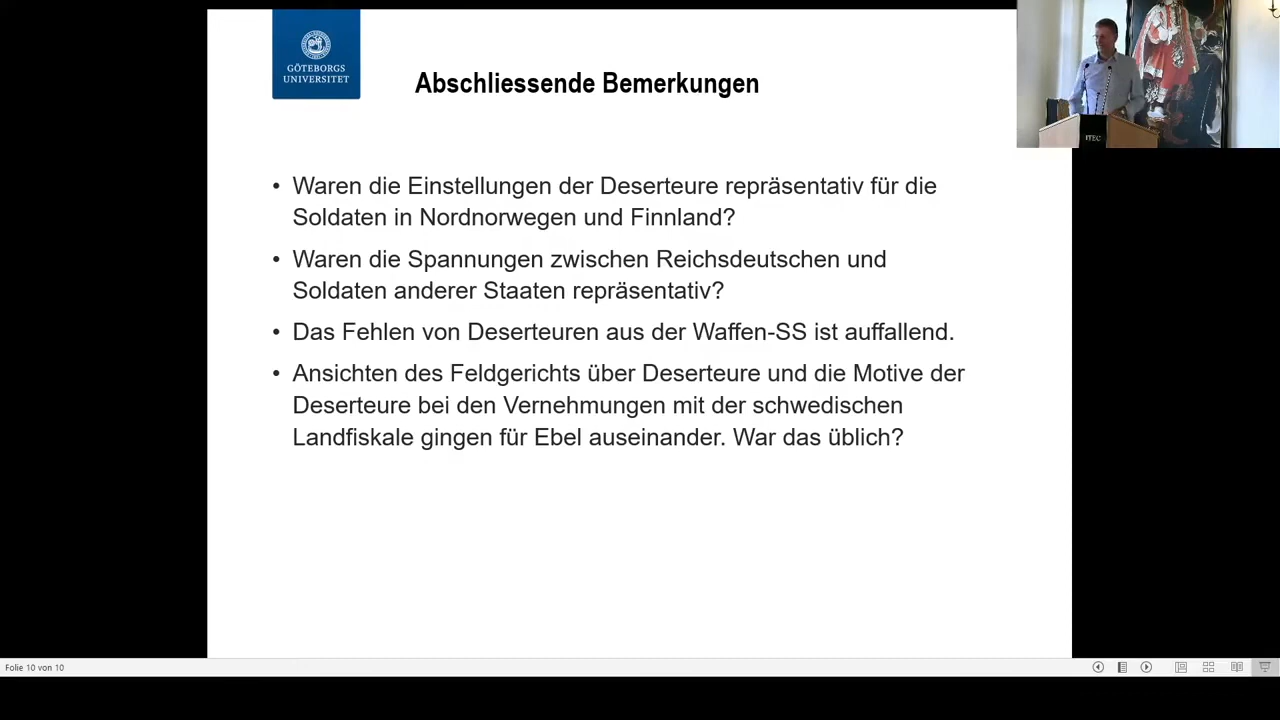 GÖTEBORGS
UNIVERSITET
Abschliessende Bemerkungen
• Waren die Einstellungen der Deserteure repräsentativ für die
Soldaten in Nordnorwegen und Finnland?
• Waren die Spannungen zwischen Reichsdeutschen und
Soldaten anderer Staaten repräsentativ?
• Das Fehlen von Deserteuren aus der Waffen-SS ist auffallend.
• Ansichten des Feldgerichts über Deserteure und die Motive der
Deserteure bei den Vernehmungen mit der schwedischen
Landfiskale gingen für Ebel auseinander. War das üblich?
ITEC
Folie 10 von 10